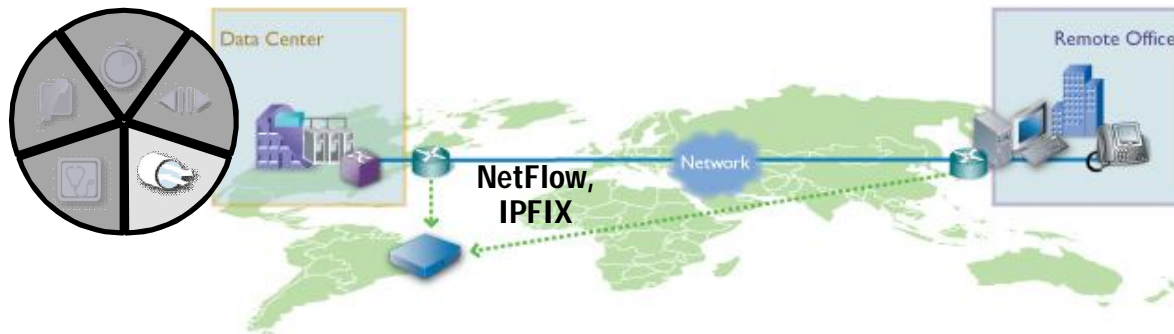 Data Center
Remote Office
Network
NetFlow,
IPFIX